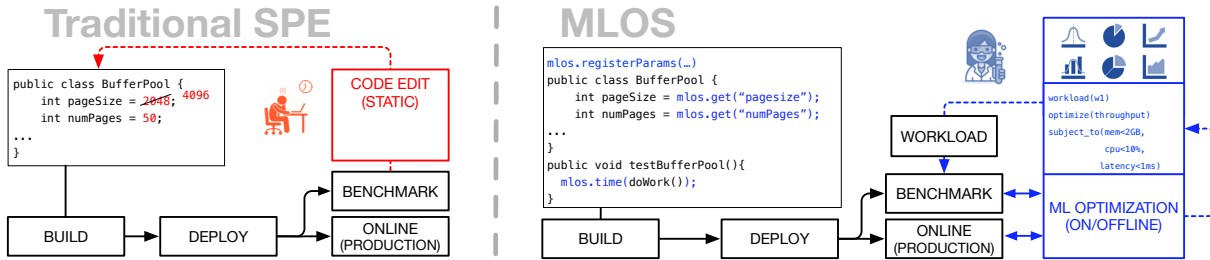 Traditional SPE
public class BufferPool {
int pageSize = 2048; 4096
int numPages = 50;
...
}
CODE EDIT
(STATIC)
BENCHMARK
BUILD
DEPLOY
ONLINE
(PRODUCTION)
MLOS
mlos.registerParams(…)
public class BufferPool {
int pageSize = mlos.get(“pagesize”);
int numPages = mlos.get(“numPages”);
...
}
public void testBufferPool(){
mlos.time(doWork());
}
WORKLOAD
workload(w1)
optimize(throughput)
subject_to(mem<2GB,
cpu<10%,
latency<1ms)
BENCHMARK
BUILD
DEPLOY
ONLINE
(PRODUCTION)
ML OPTIMIZATION
(ON/OFFLINE)